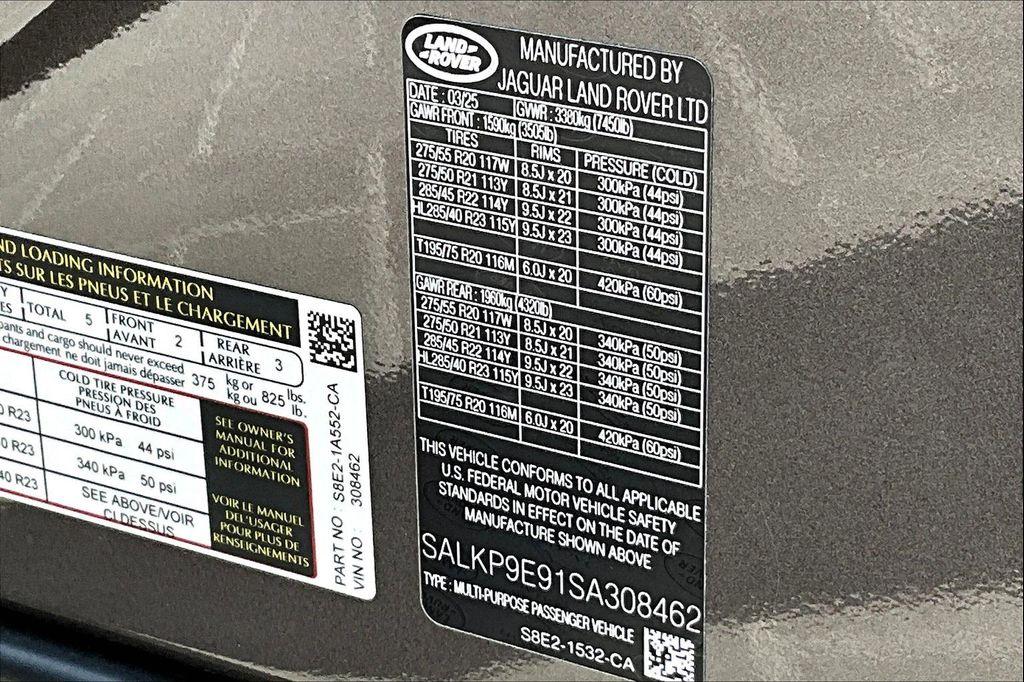 LAND ROVER
MANUFACTURED BY
JAGUAR LAND ROVER LTD
DATE : 03/25 GVWR : 3380kg (7450lb)
GAWR FRONT : 1590kg (3505lb)
TIRES RIMS PRESSURE (COLD)
275/55 R20 117W 8.5J x 20 300kPa (44psi)
275/50 R21 113Y 8.5J x 21 300kPa (44psi)
285/45 R22 114Y 9.5J x 22 300kPa (44psi)
HL285/40 R23 115Y 9.5J x 23 300kPa (44psi)
T195/75 R20 116M 6.0J x 20 420kPa (60psi)
GAWR REAR : 1960kg (4320lb)
275/55 R20 117W 8.5J x 20 340kPa (50psi)
275/50 R21 113Y 8.5J x 21 340kPa (50psi)
285/45 R22 114Y 9.5J x 22 340kPa (50psi)
HL285/40 R23 115Y 9.5J x 23 340kPa (50psi)
T195/75 R20 116M 6.0J x 20 420kPa (60psi)
THIS VEHICLE CONFORMS TO ALL APPLICABLE
U.S. FEDERAL MOTOR VEHICLE SAFETY
STANDARDS IN EFFECT ON THE DATE OF
MANUFACTURE SHOWN ABOVE
SALKP9E91SA308462
TYPE : MULTI-PURPOSE PASSENGER VEHICLE
S8E2-1532-CA
ND LOADING INFORMATION
TS SUR LES PNEUS ET LE CHARGEMENT
TOTAL 5 FRONT AVANT 2 REAR ARRIÈRE 3
pants and cargo should never exceed
chargement ne doit jamais dépasser 375 kg or kg ou 825 lbs. lb.
COLD TIRE PRESSURE
PRESSION DES
PNEUS À FROID
0 R23 300 kPa 44 psi
0 R23 340 kPa 50 psi
40 R23 SEE ABOVE/VOIR
CI DESSUS
SEE OWNER'S
MANUAL FOR
ADDITIONAL
INFORMATION
VOIR LE MANUEL
DEL'USAGER
POUR PLUS DE
RENSEIGNEMENTS
PART NO : S8E2-1A5552-CA
VIN NO : 308462